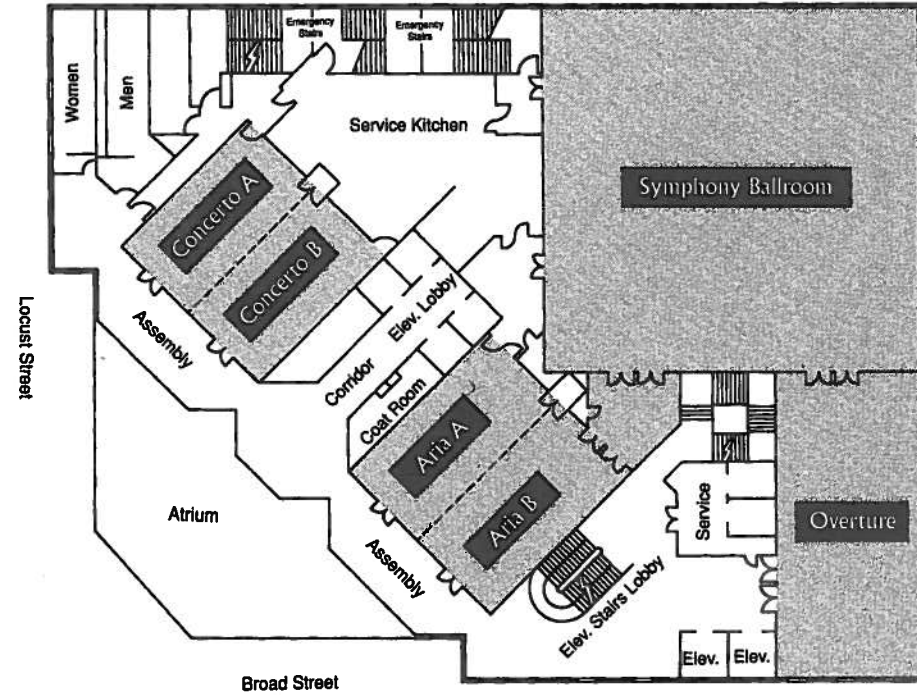 Emergency
Stairs
Emergency
Stairs
Women
Men
Service Kitchen
Symphony Ballroom
Concerto A
Concerto B
Elev. Lobby
Assembly
Locust Street
Corridor
Coat Room
Aria A
Aria B
Atrium
Service
Overture
Assembly
Elev. Stairs Lobby
Elev.
Elev.
Broad Street